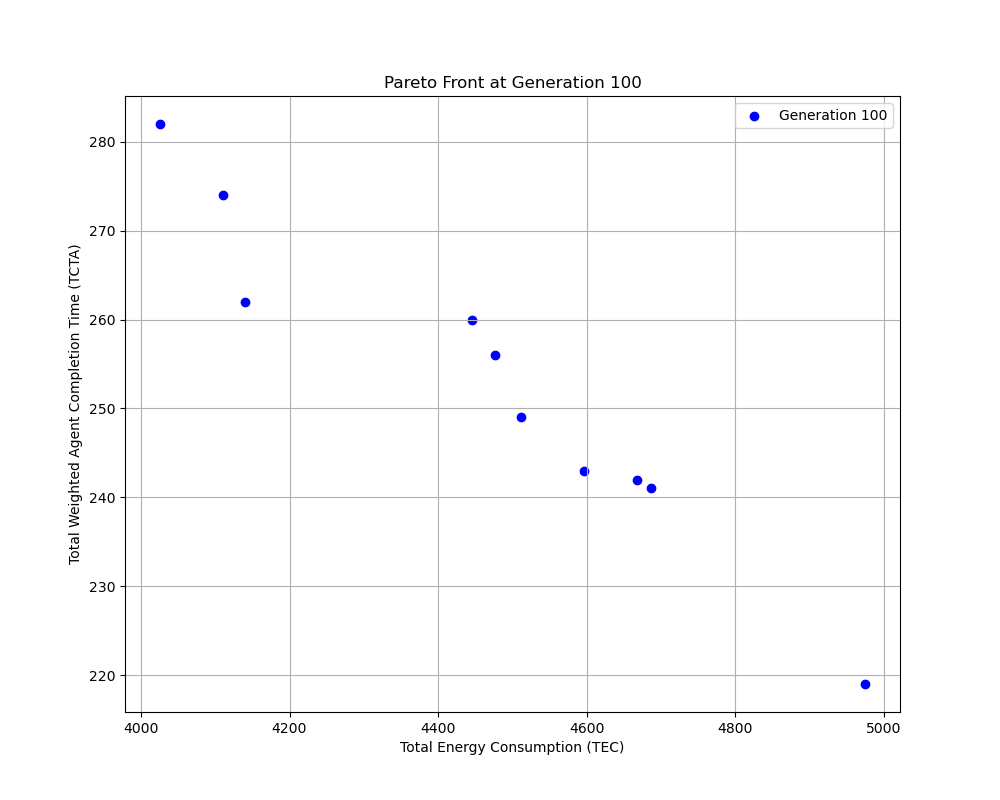 Pareto Front at Generation 100
Generation 100
280
270
260
250
240
230
220
Total Weighted Agent Completion Time (TCTA)
4000 4200 4400 4600 4800 5000
Total Energy Consumption (TEC)